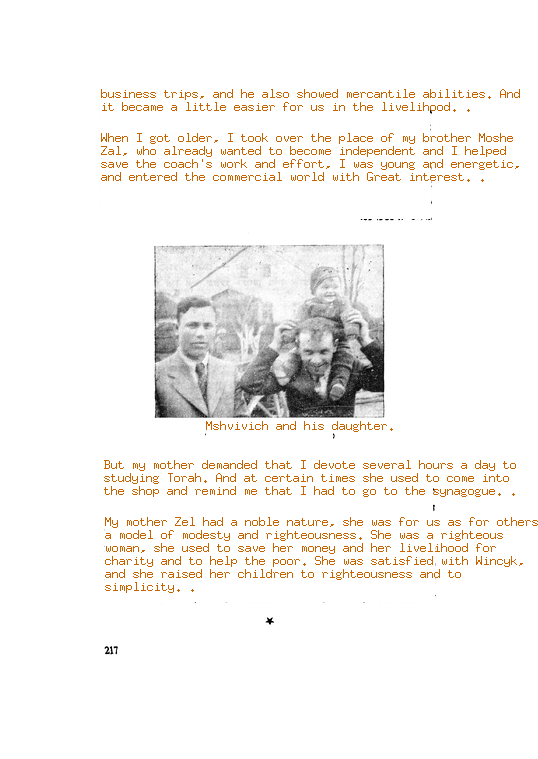 business trips, and he also showed mercantile abilities. And
it became a little easier for us in the livelihood. .
When I got older, I took over the place of my brother Moshe
Zal, who already wanted to become independent and I helped
save the coach's work and effort, I was young and energetic,
and entered the commercial world with Great interest. .
Mshvivich and his daughter.
But my mother demanded that I devote several hours a day to
studying Torah. And at certain times she used to come into
the shop and remind me that I had to go to the synagogue. .
My mother Zel had a noble nature, she was for us as for others
a model of modesty and righteousness. She was a righteous
woman, she used to save her money and her livelihood for
charity and to help the poor. She was satisfied with Wincyk,
and she raised her children to righteousness and to
simplicity. .
217